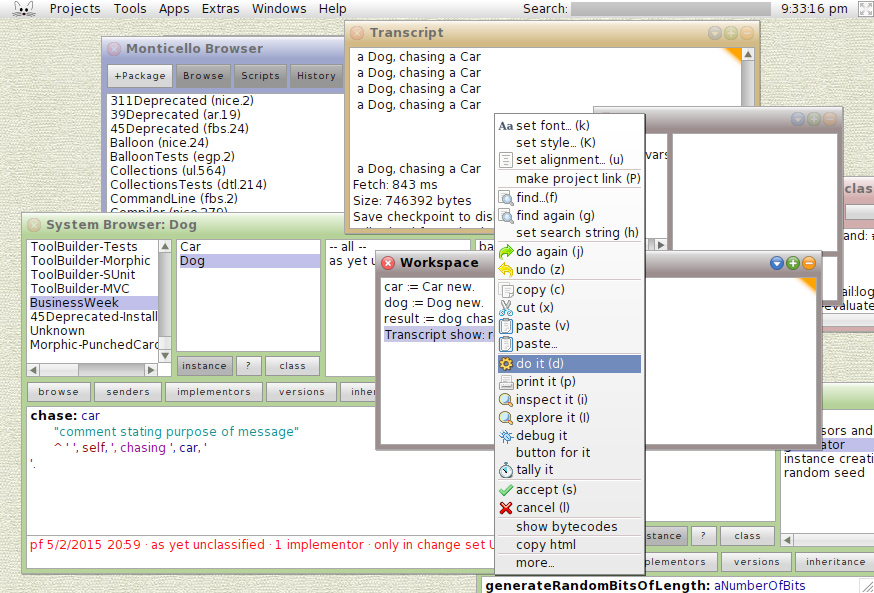 Projects Tools Apps Extras Windows Help Search: 9:33:16 pm
Transcript
a Dog, chasing a Car
a Dog, chasing a Car
a Dog, chasing a Car
a Dog, chasing a Car
a Dog, chasing a Car
Fetch: 843 ms
Size: 746392 bytes
Save checkpoint to dis
Monticello Browser
+Package Browse Scripts History
311Deprecated (nice.2)
39Deprecated (ar.19)
45Deprecated (fbs.24)
Balloon (nice.24)
BalloonTests (egp.2)
Collections (ul.564)
CollectionsTests (dtl.214)
CommandLine (fbs.2)
Compiler (nice.279)
System Browser: Dog
ToolBuilder-Tests
ToolBuilder-Morphic
ToolBuilder-SUnit
ToolBuilder-MVC
BusinessWeek
45Deprecated-Install
Unknown
Morphic-PunchedCard
Car
Dog
-- all --
as yet u
ba
instance ? class
browse senders implementors versions inher
chase: car
"comment stating purpose of message"
^ ' ', self, ', chasing ', car, '
'.
pf 5/2/2015 20:59 · as yet unclassified · 1 implementor · only in change set U
Workspace
car := Car new.
dog := Dog new.
result := dog chas
Transcript show: r
set font... (k)
set style... (K)
set alignment... (u)
make project link (P)
find...(f)
find again (g)
set search string (h)
do again (j)
undo (z)
copy (c)
cut (x)
paste (v)
paste...
do it (d)
print it (p)
inspect it (i)
explore it (I)
debug it
button for it
tally it
accept (s)
cancel (l)
show bytecodes
copy html
more...
vars
clas
and: #
ail:log
evaluate
sors and
ator
instance creati
random seed
stance ? class
plementors versions inheritance
generateRandomBitsOfLength: aNumberOfBits